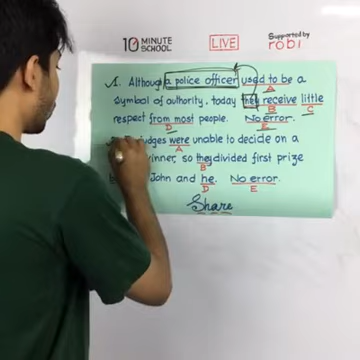 10 MINUTE SCHOOL
LIVE
Supported by robi
1. Although a police officer used to be a
A
symbol of authority, today they receive little
B C
respect from most people. No error.
D E
judges were unable to decide on a
A
winner, so they divided first prize
B
John and he. No error.
D E
Share